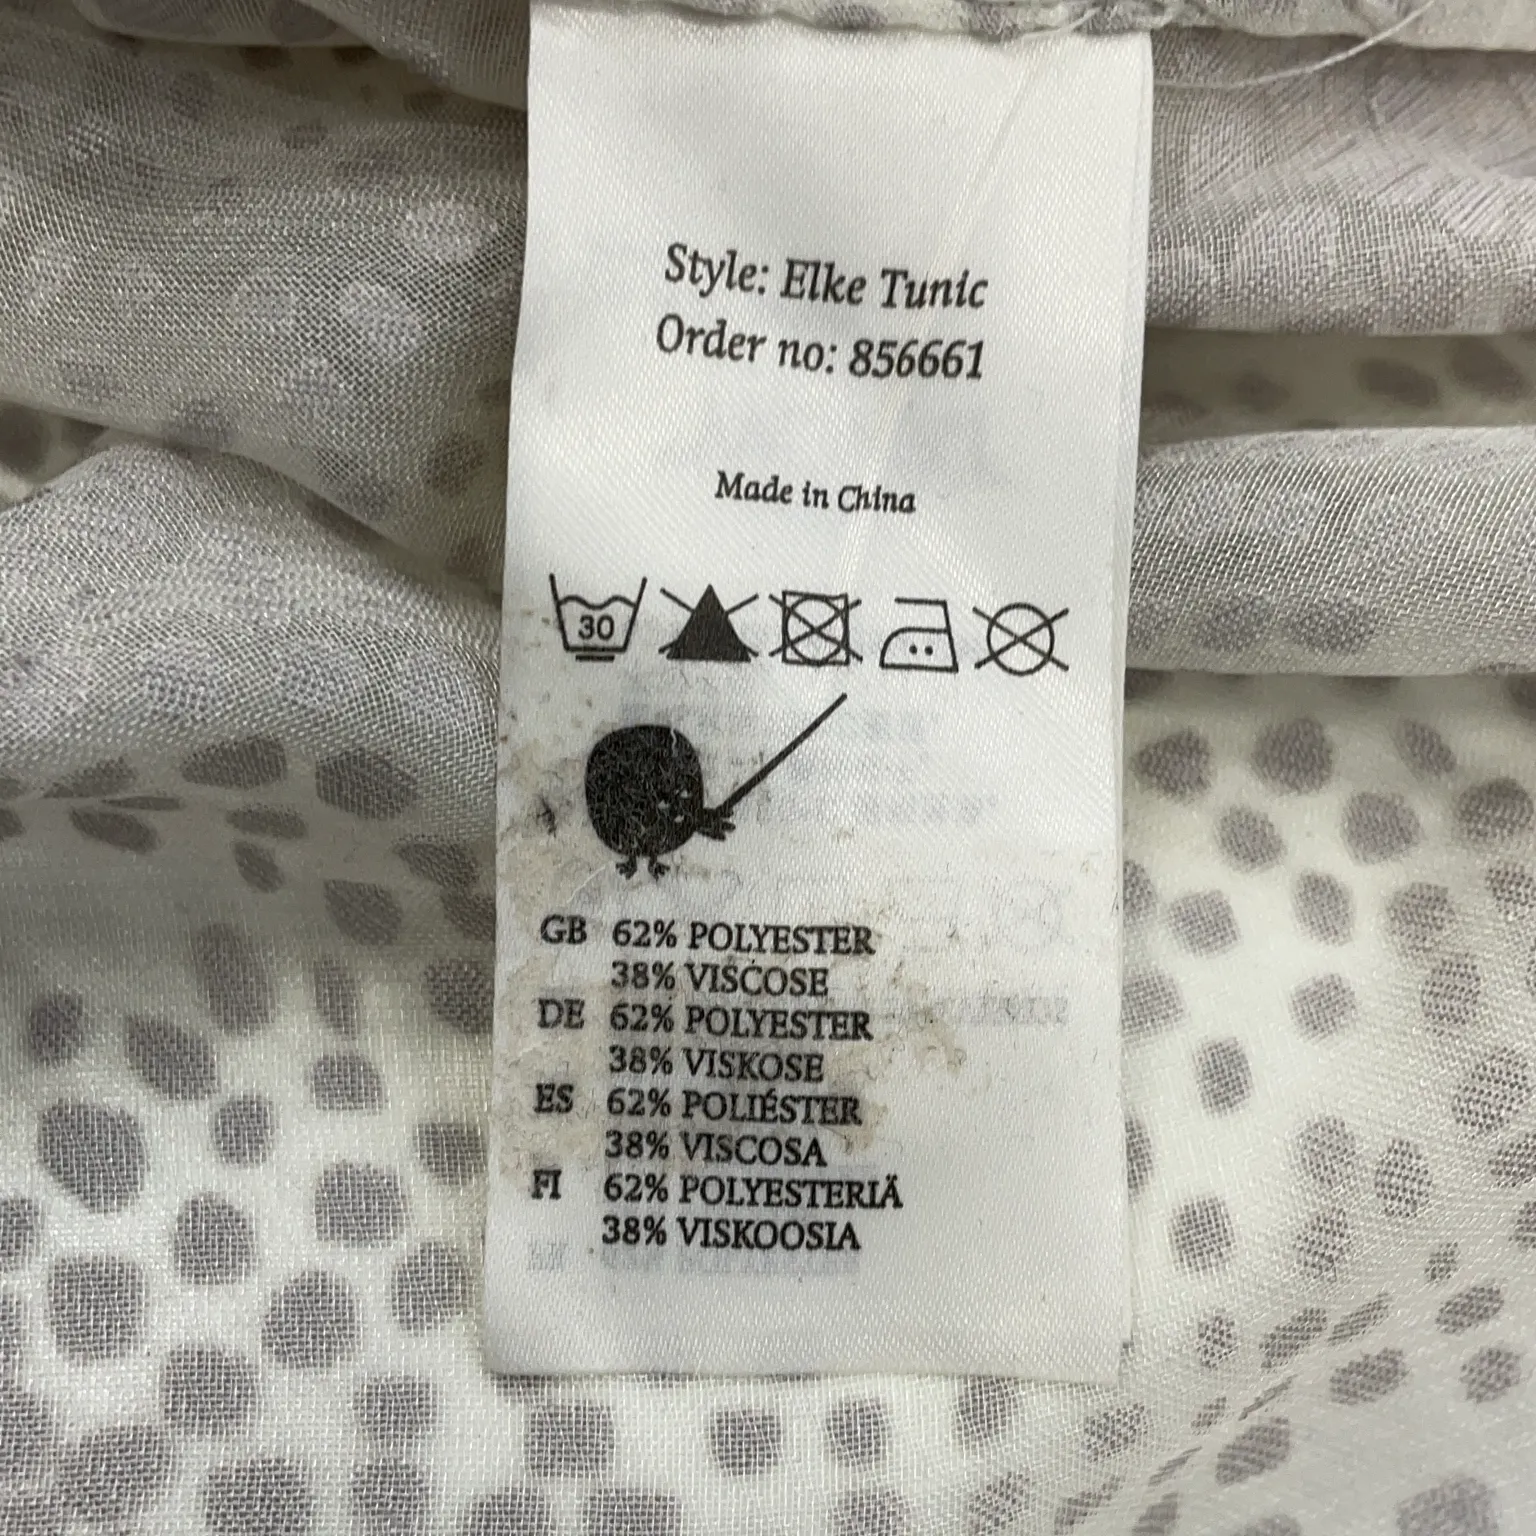 Style: Elke Tunic
Order no: 856661
Made in China
30
GB 62% POLYESTER
38% VISCOSE
DE 62% POLYESTER
38% VISKOSE
ES 62% POLIÉSTER
38% VISCOSA
FI 62% POLYESTERIÄ
38% VISKOOSIA